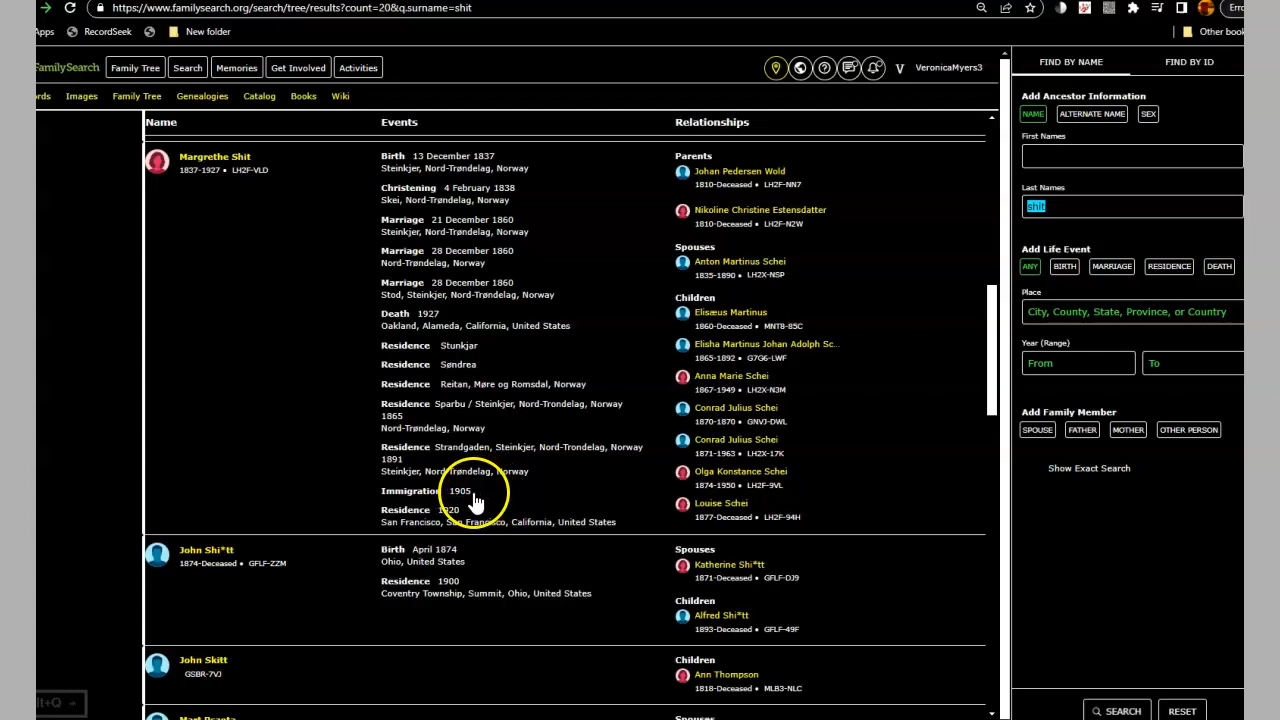 https://www.familysearch.org/search/tree/results?count=20&q.surname=shit
Apps RecordSeek New folder Other book
FamilySearch Family Tree Search Memories Get Involved Activities V VeronicaMyers3
Images Family Tree Genealogies Catalog Books Wiki
Name Events Relationships
Margrethe Shit
1837-1927 • LH2F-VLD
Birth 13 December 1837
Steinkjer, Nord-Trøndelag, Norway
Christening 4 February 1838
Skei, Nord-Trøndelag, Norway
Marriage 21 December 1860
Steinkjer, Nord-Trøndelag, Norway
Marriage 28 December 1860
Nord-Trøndelag, Norway
Marriage 28 December 1860
Stod, Steinkjer, Nord-Trøndelag, Norway
Death 1927
Oakland, Alameda, California, United States
Residence Stunkjar
Residence Søndrea
Residence Reitan, Møre og Romsdal, Norway
Residence Sparbu / Steinkjer, Nord-Trondelag, Norway
1865
Nord-Trøndelag, Norway
Residence Strandgaden, Steinkjer, Nord-Trondelag, Norway
1891
Steinkjer, Nord-Trøndelag, Norway
Immigration 1905
Residence 1920
San Francisco, San Francisco, California, United States
Parents
Johan Pedersen Wold
1810-Deceased • LH2F-NN7
Nikoline Christine Estensdatter
1810-Deceased • LH2F-N2W
Spouses
Anton Martinus Schei
1835-1890 • LH2X-NSP
Children
Elisæus Martinus
1860-Deceased • MNT8-85C
Elisha Martinus Johan Adolph Sc...
1865-1892 • G7G6-LWF
Anna Marie Schei
1867-1949 • LH2X-N3M
Conrad Julius Schei
1870-1870 • GNVJ-DWL
Conrad Julius Schei
1871-1963 • LH2X-17K
Olga Konstance Schei
1874-1950 • LH2F-9VL
Louise Schei
1877-Deceased • LH2F-94H
John Shi*tt
1874-Deceased • GFLF-ZZM
Birth April 1874
Ohio, United States
Residence 1900
Coventry Township, Summit, Ohio, United States
Spouses
Katherine Shi*tt
1871-Deceased • GFLF-DJ9
Children
Alfred Shi*tt
1893-Deceased • GFLF-49F
John Skitt
GSBR-7VJ
Children
Ann Thompson
1818-Deceased • MLB3-NLC
Spouses
FIND BY NAME FIND BY ID
Add Ancestor Information
NAME ALTERNATE NAME SEX
First Names
Last Names
shit
Add Life Event
ANY BIRTH MARRIAGE RESIDENCE DEATH
Place
City, County, State, Province, or Country
Year (Range)
From To
Add Family Member
SPOUSE FATHER MOTHER OTHER PERSON
Show Exact Search
SEARCH RESET